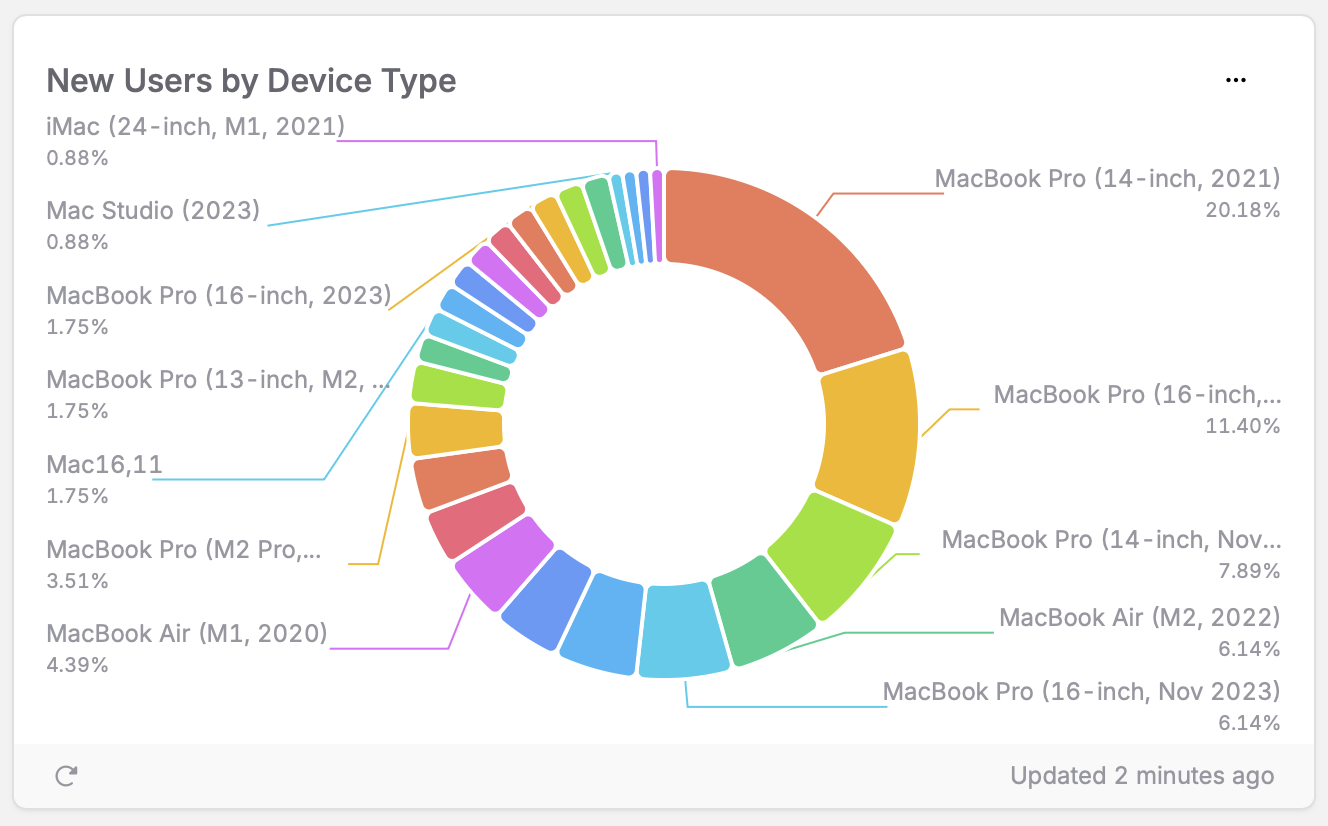 New Users by Device Type
...
iMac (24-inch, M1, 2021)
0.88%
Mac Studio (2023)
0.88%
MacBook Pro (16-inch, 2023)
1.75%
MacBook Pro (13-inch, M2, ...
1.75%
Mac16,11
1.75%
MacBook Pro (M2 Pro,...
3.51%
MacBook Air (M1, 2020)
4.39%
MacBook Pro (14-inch, 2021)
20.18%
MacBook Pro (16-inch,...
11.40%
MacBook Pro (14-inch, Nov...
7.89%
MacBook Air (M2, 2022)
6.14%
MacBook Pro (16-inch, Nov 2023)
6.14%
Updated 2 minutes ago